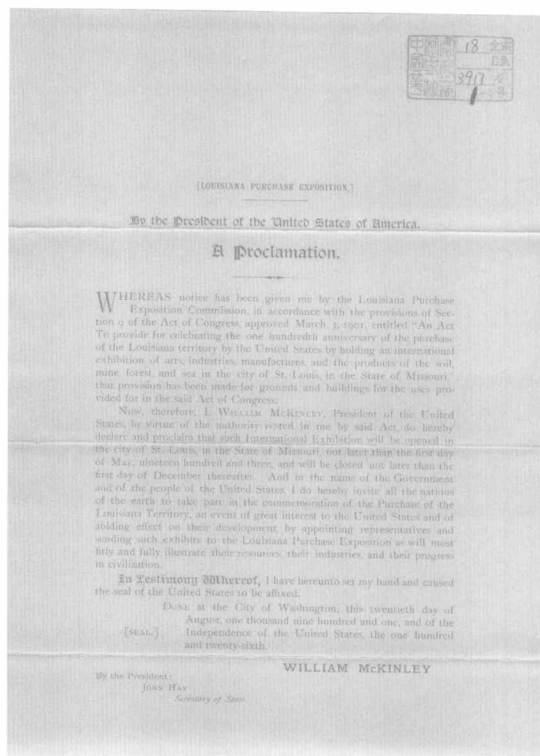 18
3917
[LOUISIANA PURCHASE EXPOSITION.]
By the President of the United States of America.
A Proclamation.
WHEREAS notice has been given me by the Louisiana Purchase
Exposition Commission, in accordance with the provisions of Sec-
tion 9 of the Act of Congress, approved March 3, 1901, entitled "An Act
To provide for celebrating the one hundredth anniversary of the purchase
of the Louisiana territory by the United States by holding an international
exhibition of arts, industries, manufactures, and the products of the soil,
mine, forest, and sea in the city of St. Louis, in the State of Missouri,"
that provision has been made for grounds and buildings for the uses pro-
vided for in the said Act of Congress:
Now, therefore, I, WILLIAM McKINLEY, President of the United
States, by virtue of the authority vested in me by said Act, do hereby
declare and proclaim that such International Exhibition will be opened in
the city of St. Louis, in the State of Missouri, not later than the first day
of May, nineteen hundred and three, and will be closed not later than the
first day of December thereafter. And in the name of the Government
and of the people of the United States, I do hereby invite all the nations
of the earth to take part in the commemoration of the Purchase of the
Louisiana Territory, an event of great interest to the United States and of
abiding effect on their development, by appointing representatives and
sending such exhibits to the Louisiana Purchase Exposition as will most
fitly and fully illustrate their resources, their industries, and their progress
in civilization.
In Testimony Whereof, I have hereunto set my hand and caused
the seal of the United States to be affixed.
DONE at the City of Washington, this twentieth day of
August, one thousand nine hundred and one, and of the
[SEAL.] Independence of the United States, the one hundred
and twenty-sixth.
WILLIAM McKINLEY
By the President:
JOHN HAY
Secretary of State